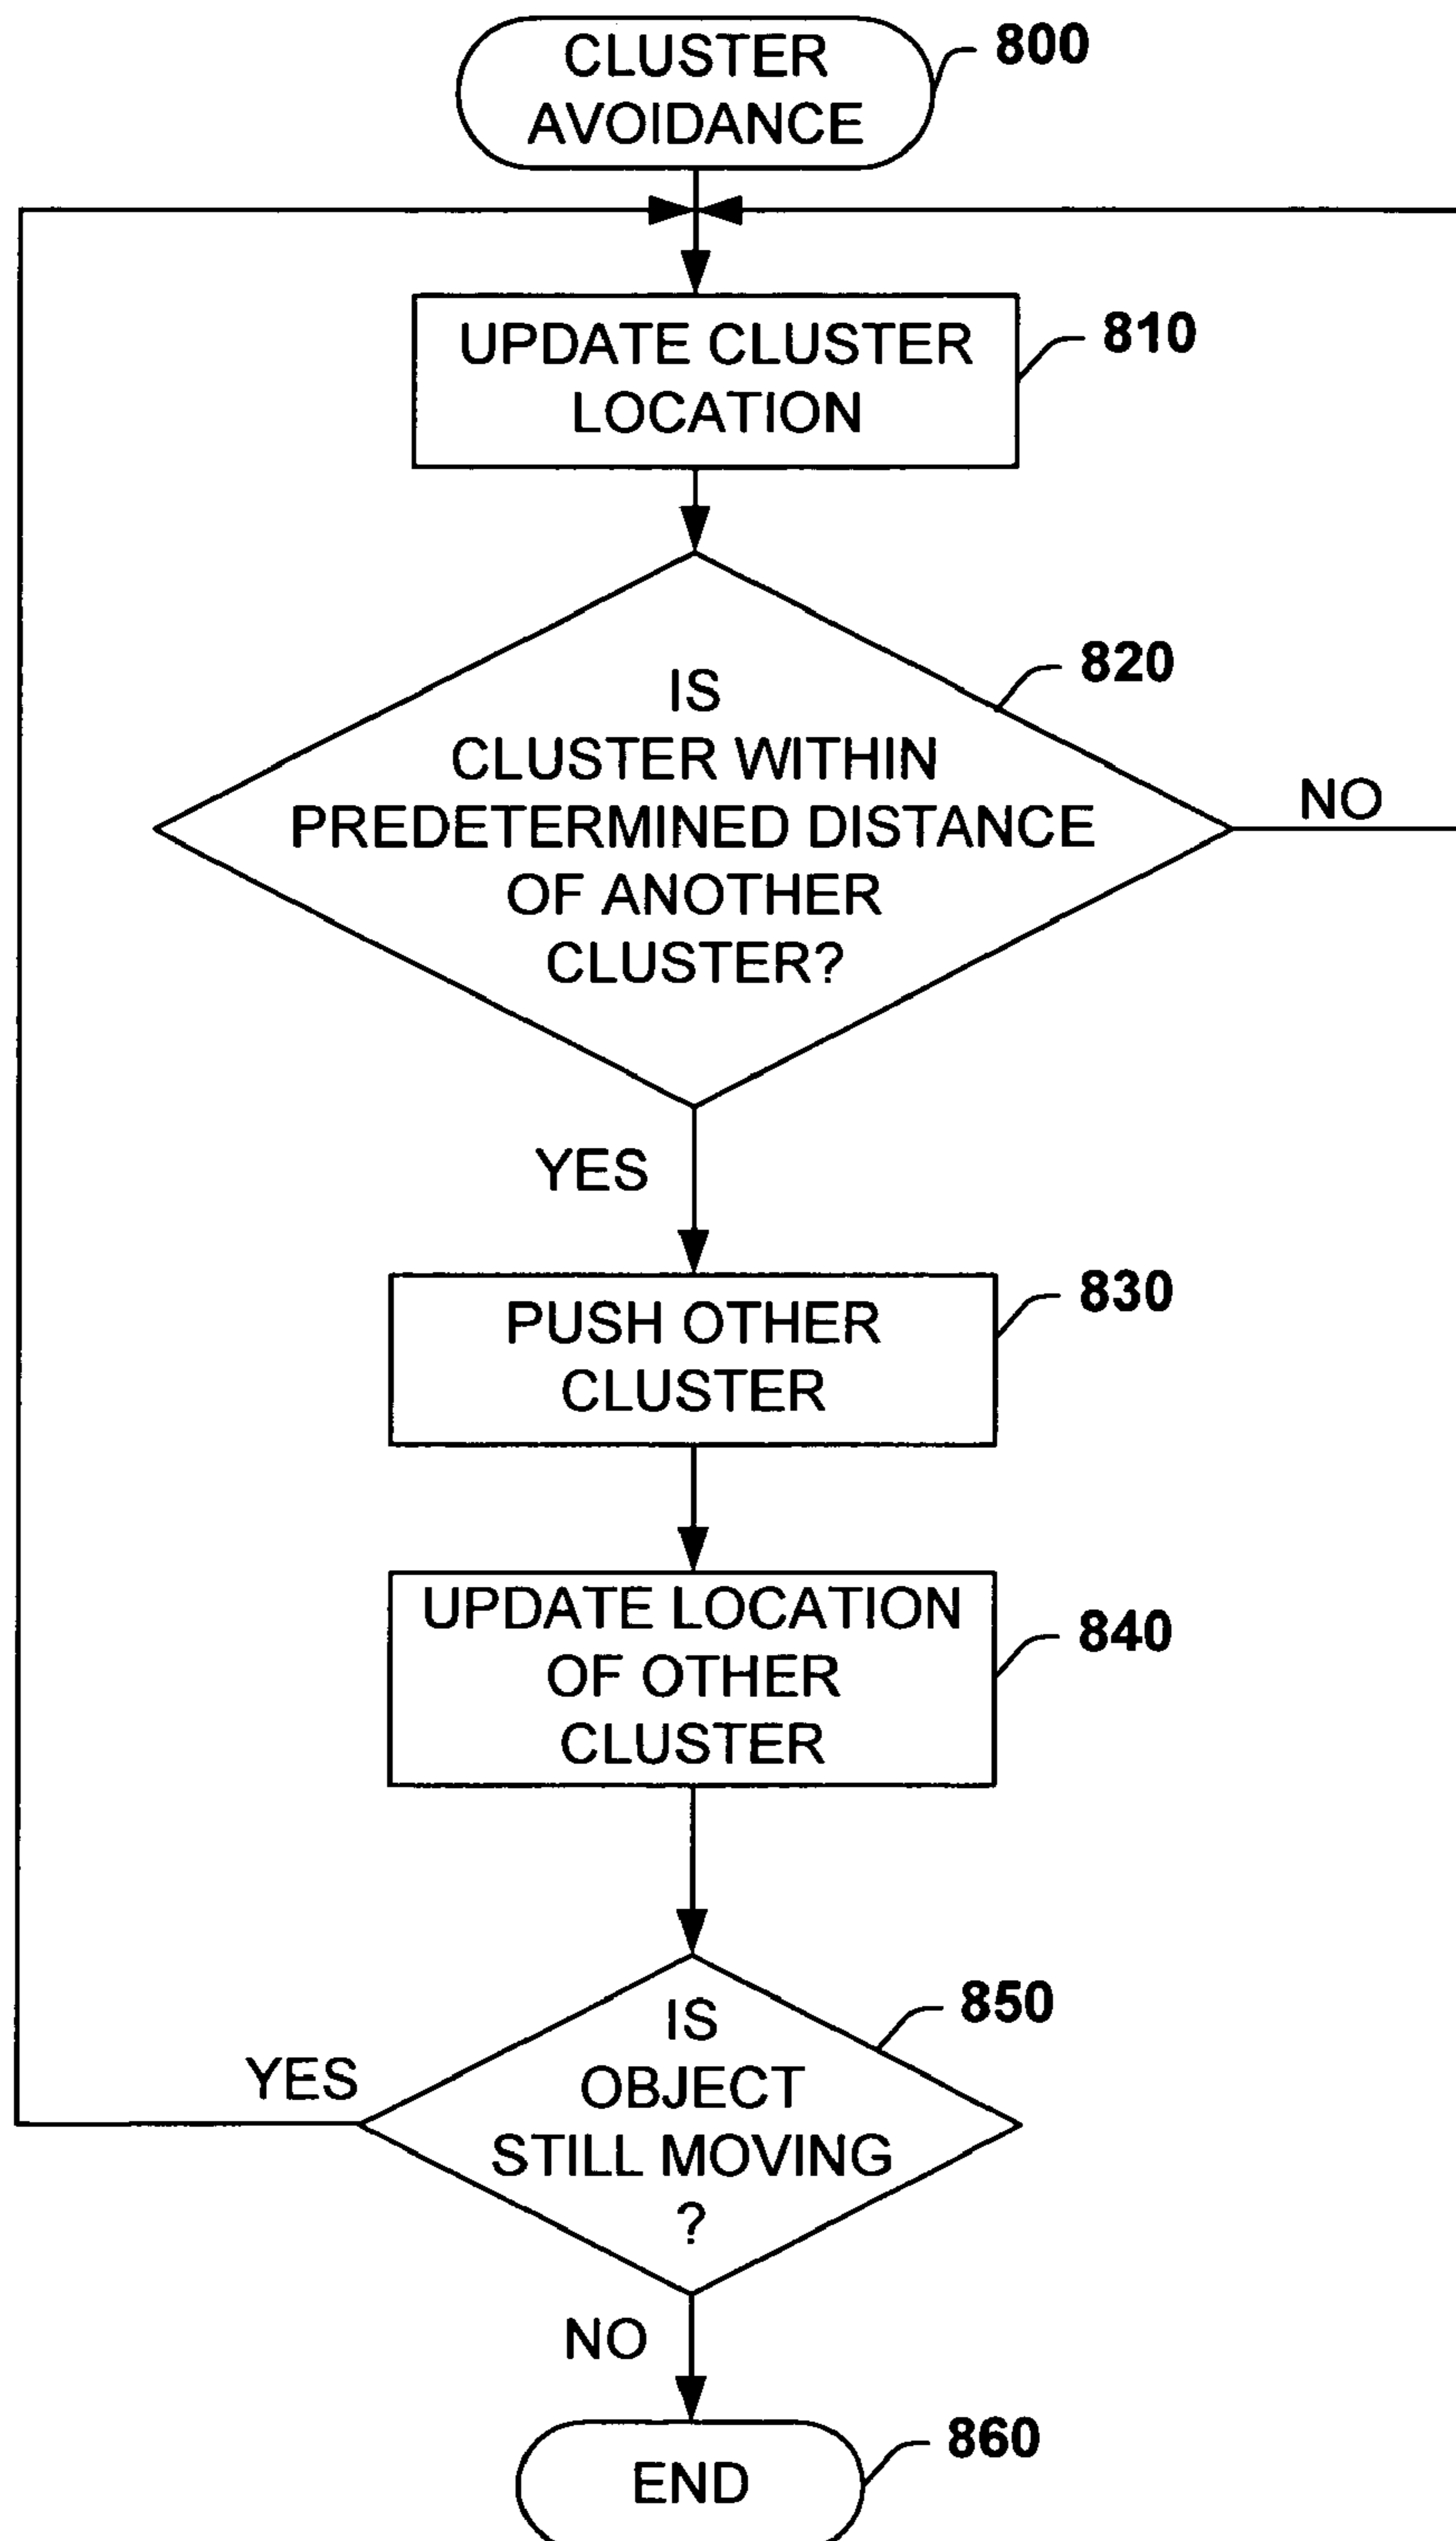 CLUSTER
AVOIDANCE
800
UPDATE CLUSTER
LOCATION
810
IS
CLUSTER WITHIN
PREDETERMINED DISTANCE
OF ANOTHER
CLUSTER?
820
NO
YES
PUSH OTHER
CLUSTER
830
UPDATE LOCATION
OF OTHER
CLUSTER
840
IS
OBJECT
STILL MOVING
?
850
YES
NO
END
860